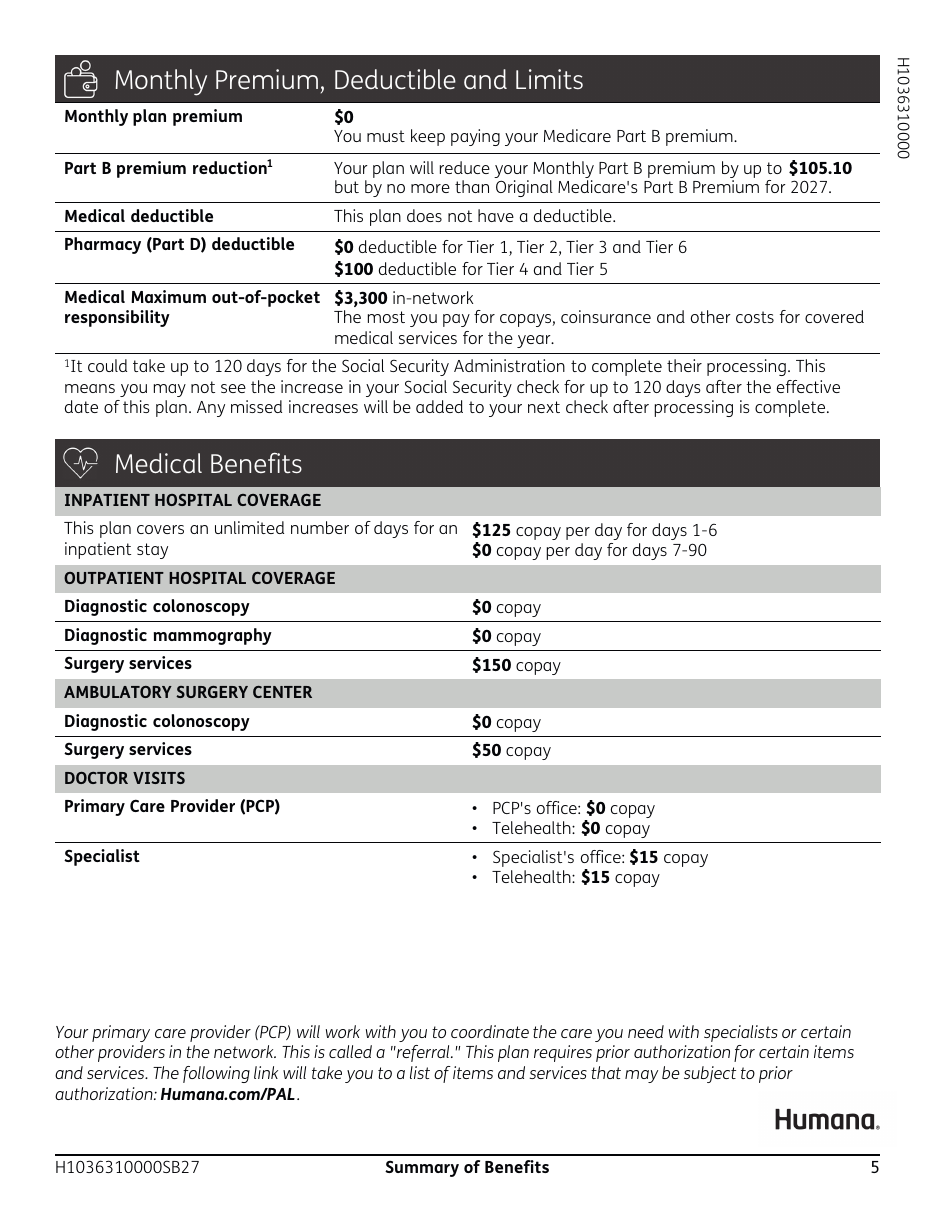 Monthly Premium, Deductible and Limits
H1036310000
Monthly plan premium
$0
You must keep paying your Medicare Part B premium.
Part B premium reduction¹
Your plan will reduce your Monthly Part B premium by up to $105.10
but by no more than Original Medicare's Part B Premium for 2027.
Medical deductible
This plan does not have a deductible.
Pharmacy (Part D) deductible
$0 deductible for Tier 1, Tier 2, Tier 3 and Tier 6
$100 deductible for Tier 4 and Tier 5
Medical Maximum out-of-pocket
responsibility
$3,300 in-network
The most you pay for copays, coinsurance and other costs for covered
medical services for the year.
¹It could take up to 120 days for the Social Security Administration to complete their processing. This
means you may not see the increase in your Social Security check for up to 120 days after the effective
date of this plan. Any missed increases will be added to your next check after processing is complete.
Medical Benefits
INPATIENT HOSPITAL COVERAGE
This plan covers an unlimited number of days for an
inpatient stay
$125 copay per day for days 1-6
$0 copay per day for days 7-90
OUTPATIENT HOSPITAL COVERAGE
Diagnostic colonoscopy
$0 copay
Diagnostic mammography
$0 copay
Surgery services
$150 copay
AMBULATORY SURGERY CENTER
Diagnostic colonoscopy
$0 copay
Surgery services
$50 copay
DOCTOR VISITS
Primary Care Provider (PCP)
• PCP's office: $0 copay
• Telehealth: $0 copay
Specialist
• Specialist's office: $15 copay
• Telehealth: $15 copay
Your primary care provider (PCP) will work with you to coordinate the care you need with specialists or certain
other providers in the network. This is called a "referral." This plan requires prior authorization for certain items
and services. The following link will take you to a list of items and services that may be subject to prior
authorization: Humana.com/PAL.
Humana®
H1036310000SB27
Summary of Benefits
5